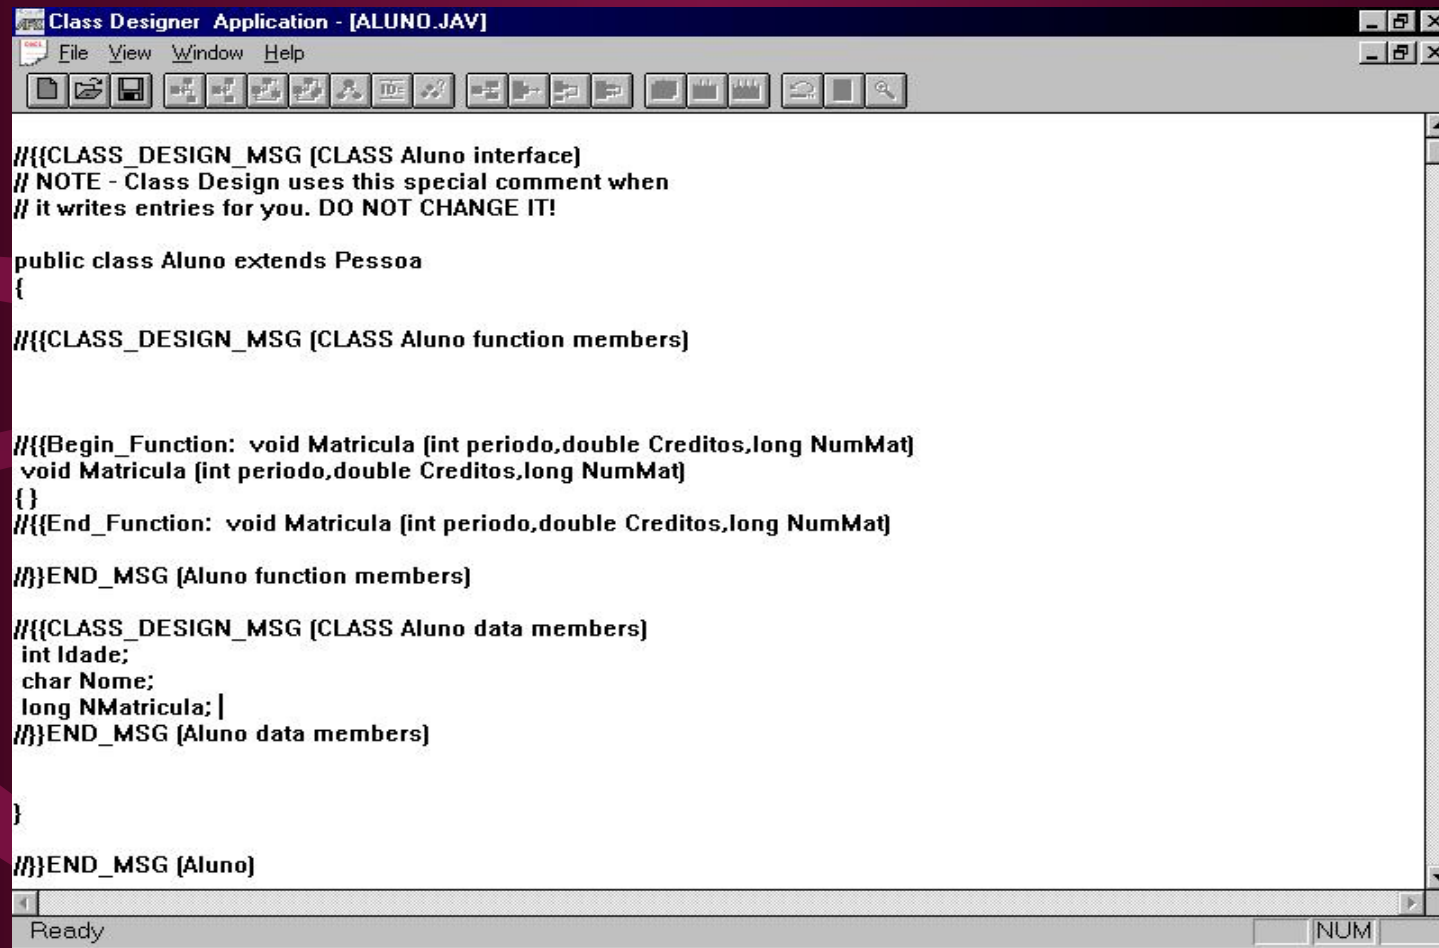 Class Designer Application - [ALUNO.JAV]
File View Window Help
//{{CLASS_DESIGN_MSG (CLASS Aluno interface)
// NOTE - Class Design uses this special comment when
// it writes entries for you. DO NOT CHANGE IT!
public class Aluno extends Pessoa
{
//{{CLASS_DESIGN_MSG (CLASS Aluno function members)
//{{Begin_Function:  void Matricula (int periodo,double Creditos,long NumMat)
void Matricula (int periodo,double Creditos,long NumMat)
{ }
//{{End_Function:  void Matricula (int periodo,double Creditos,long NumMat)
//}}END_MSG (Aluno function members)
//{{CLASS_DESIGN_MSG (CLASS Aluno data members)
int Idade;
char Nome;
long NMatricula;
//}}END_MSG (Aluno data members)
}
//}}END_MSG (Aluno)
Ready NUM